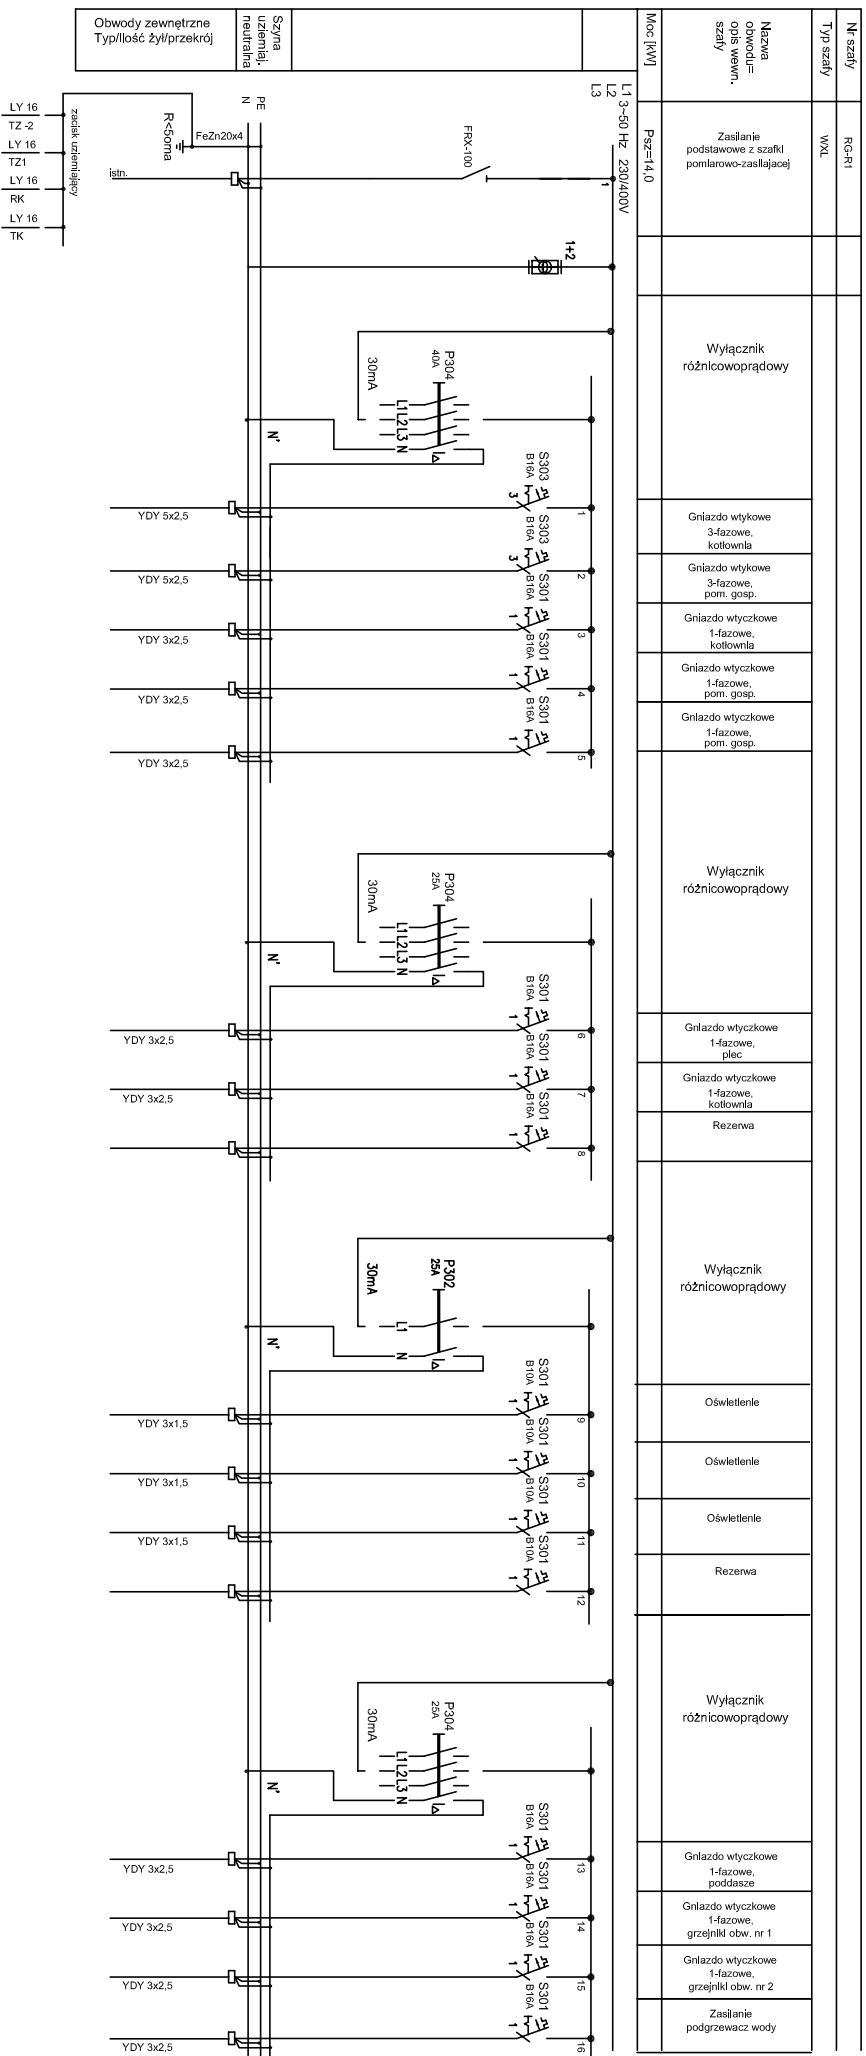 Obwody zewnętrzne
Typ/Ilość żył/przekrój
Szyna
uziemiaj.
neutralna
Moc [kW]
Nazwa
obwodu=
opis wewn.
szafy
Typ szafy
Nr szafy
L1 3~50 Hz 230/400V
L2
L3
Psz=14,0
Zasilanie
podstawowe z szafki
pomiarowo-zasilajacej
WXL
RG-R1
PE
N
LY 16
TZ -2
LY 16
TZ1
LY 16
RK
LY 16
TK
zacisk uziemiający
R<5oma
FeZn20x4
istn.
FRX-100
1
1+2
Wyłącznik
różnicowoprądowy
P304
40A
30mA
L1
L2
L3
N
I∆
N'
S303
B16A
3
1
YDY 5x2,5
Gniazdo wtykowe
3-fazowe,
kotłownia
S303
B16A
3
2
YDY 5x2,5
Gniazdo wtykowe
3-fazowe,
pom. gosp.
S301
B16A
1
3
YDY 3x2,5
Gniazdo wtyczkowe
1-fazowe,
kotłownia
S301
B16A
1
4
YDY 3x2,5
Gniazdo wtyczkowe
1-fazowe,
pom. gosp.
S301
B16A
1
5
YDY 3x2,5
Gniazdo wtyczkowe
1-fazowe,
pom. gosp.
Wyłącznik
różnicowoprądowy
P304
25A
30mA
L1
L2
L3
N
I∆
N'
S301
B16A
1
6
YDY 3x2,5
Gniazdo wtyczkowe
1-fazowe,
piec
S301
B16A
1
7
YDY 3x2,5
Gniazdo wtyczkowe
1-fazowe,
kotłownia
S301
B16A
1
8
Rezerwa
Wyłącznik
różnicowoprądowy
P302
25A
30mA
L1
N
I∆
N'
S301
B10A
1
9
YDY 3x1,5
Oświetlenie
S301
B10A
1
10
YDY 3x1,5
Oświetlenie
S301
B10A
1
11
YDY 3x1,5
Oświetlenie
S301
B10A
1
12
Rezerwa
Wyłącznik
różnicowoprądowy
P304
25A
30mA
L1
L2
L3
N
I∆
N'
S301
B16A
1
13
YDY 3x2,5
Gniazdo wtyczkowe
1-fazowe,
poddasze
S301
B16A
1
14
YDY 3x2,5
Gniazdo wtyczkowe
1-fazowe,
grzejniki obw. nr 1
S301
B16A
1
15
YDY 3x2,5
Gniazdo wtyczkowe
1-fazowe,
grzejniki obw. nr 2
S301
B16A
1
16
YDY 3x2,5
Zasilanie
podgrzewacz wody